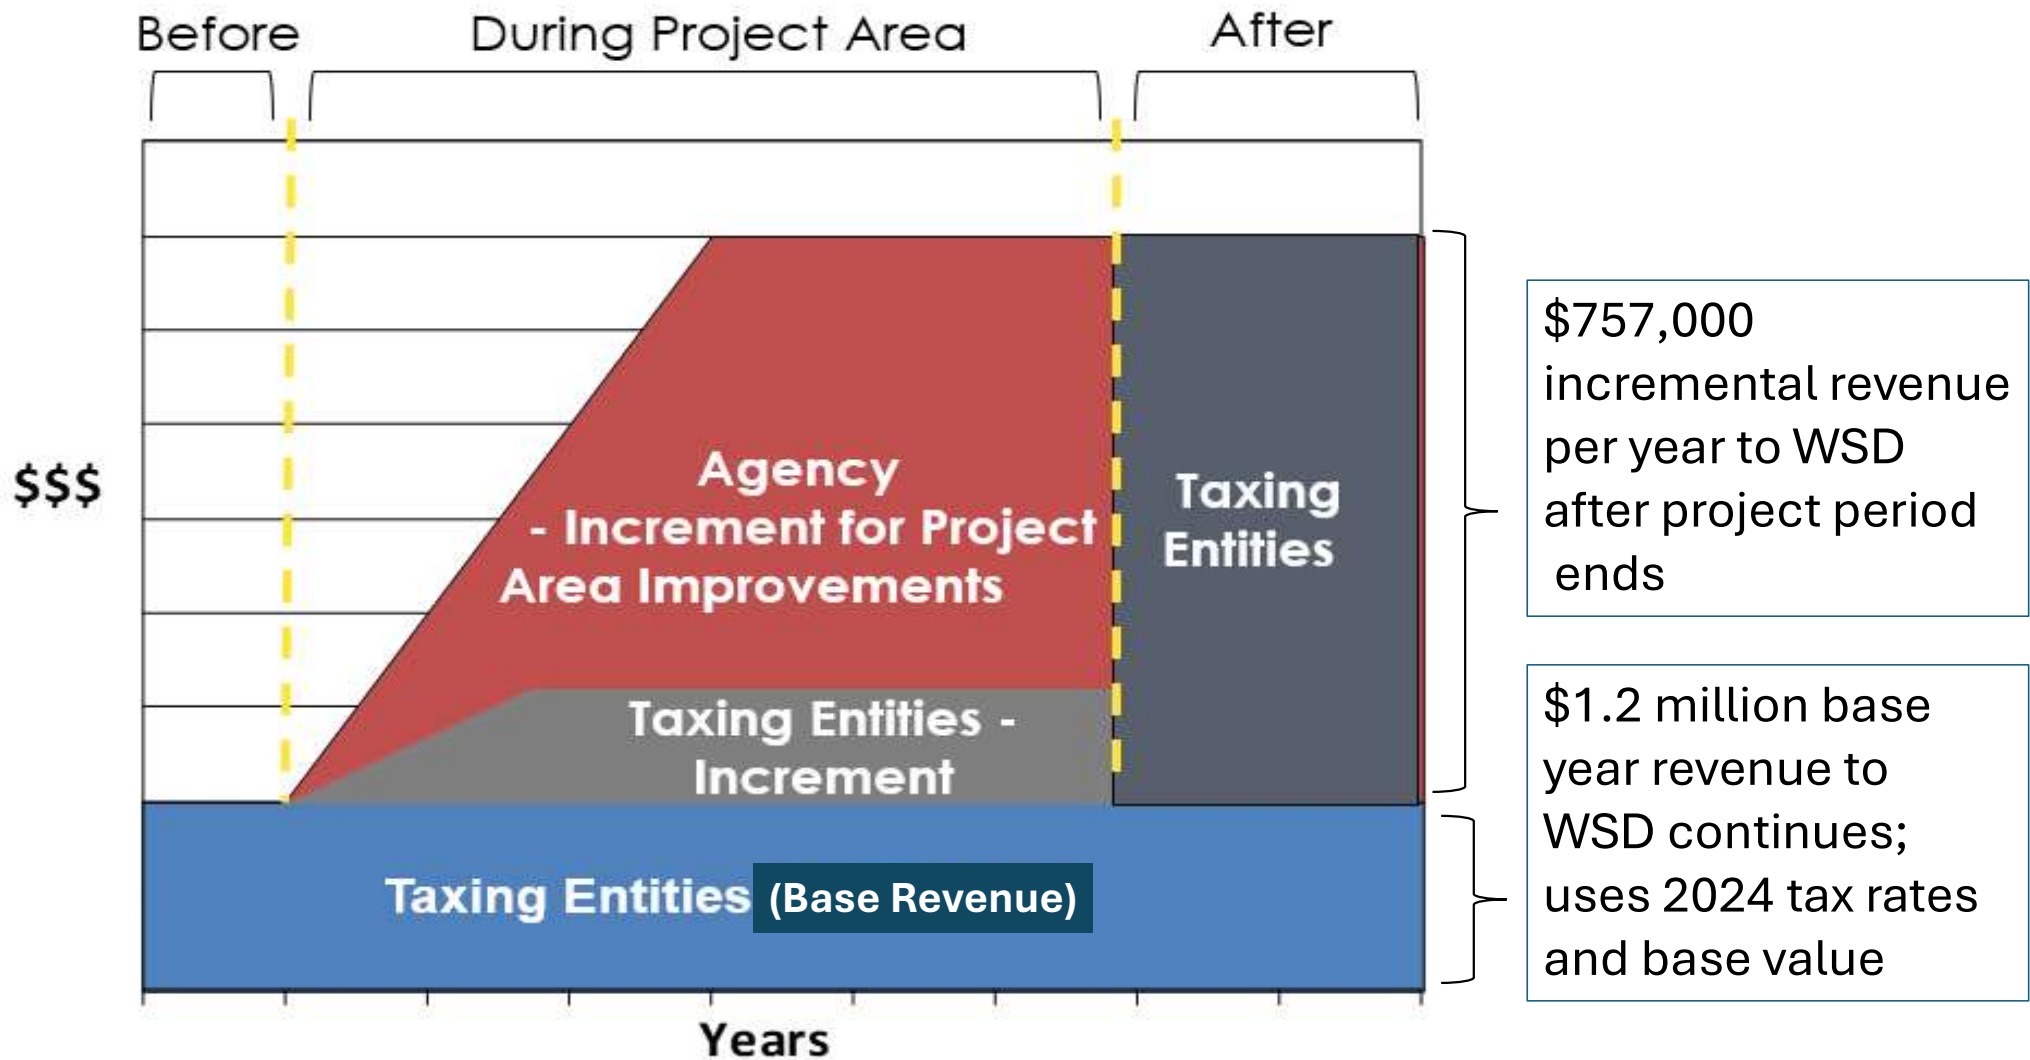 Before
During Project Area
After
$$$
Agency
- Increment for Project
Area Improvements
Taxing
Entities
Taxing Entities -
Increment
Taxing Entities (Base Revenue)
Years
$757,000
incremental revenue
per year to WSD
after project period
ends
$1.2 million base
year revenue to
WSD continues;
uses 2024 tax rates
and base value